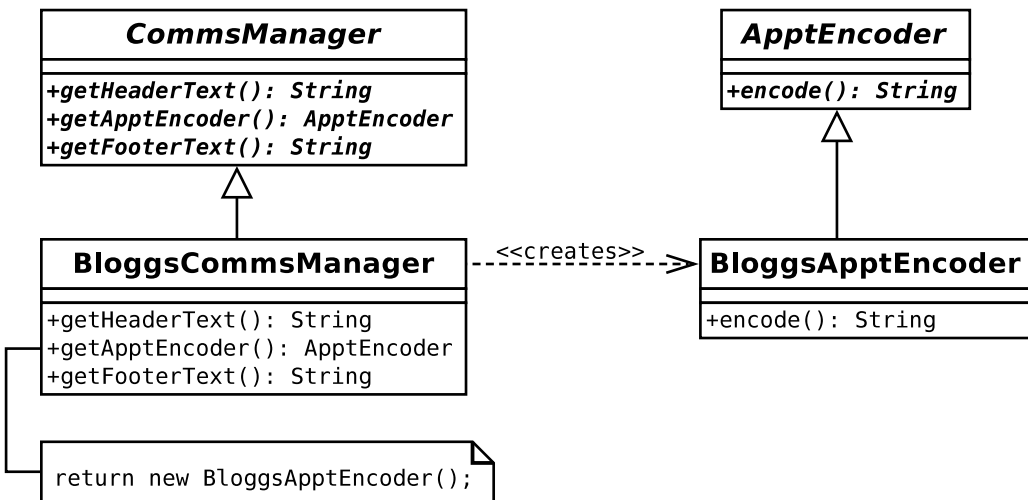 CommsManager
+getHeaderText(): String
+getApptEncoder(): ApptEncoder
+getFooterText(): String
ApptEncoder
+encode(): String
BloggsCommsManager
+getHeaderText(): String
+getApptEncoder(): ApptEncoder
+getFooterText(): String
<<creates>>
BloggsApptEncoder
+encode(): String
return new BloggsApptEncoder();